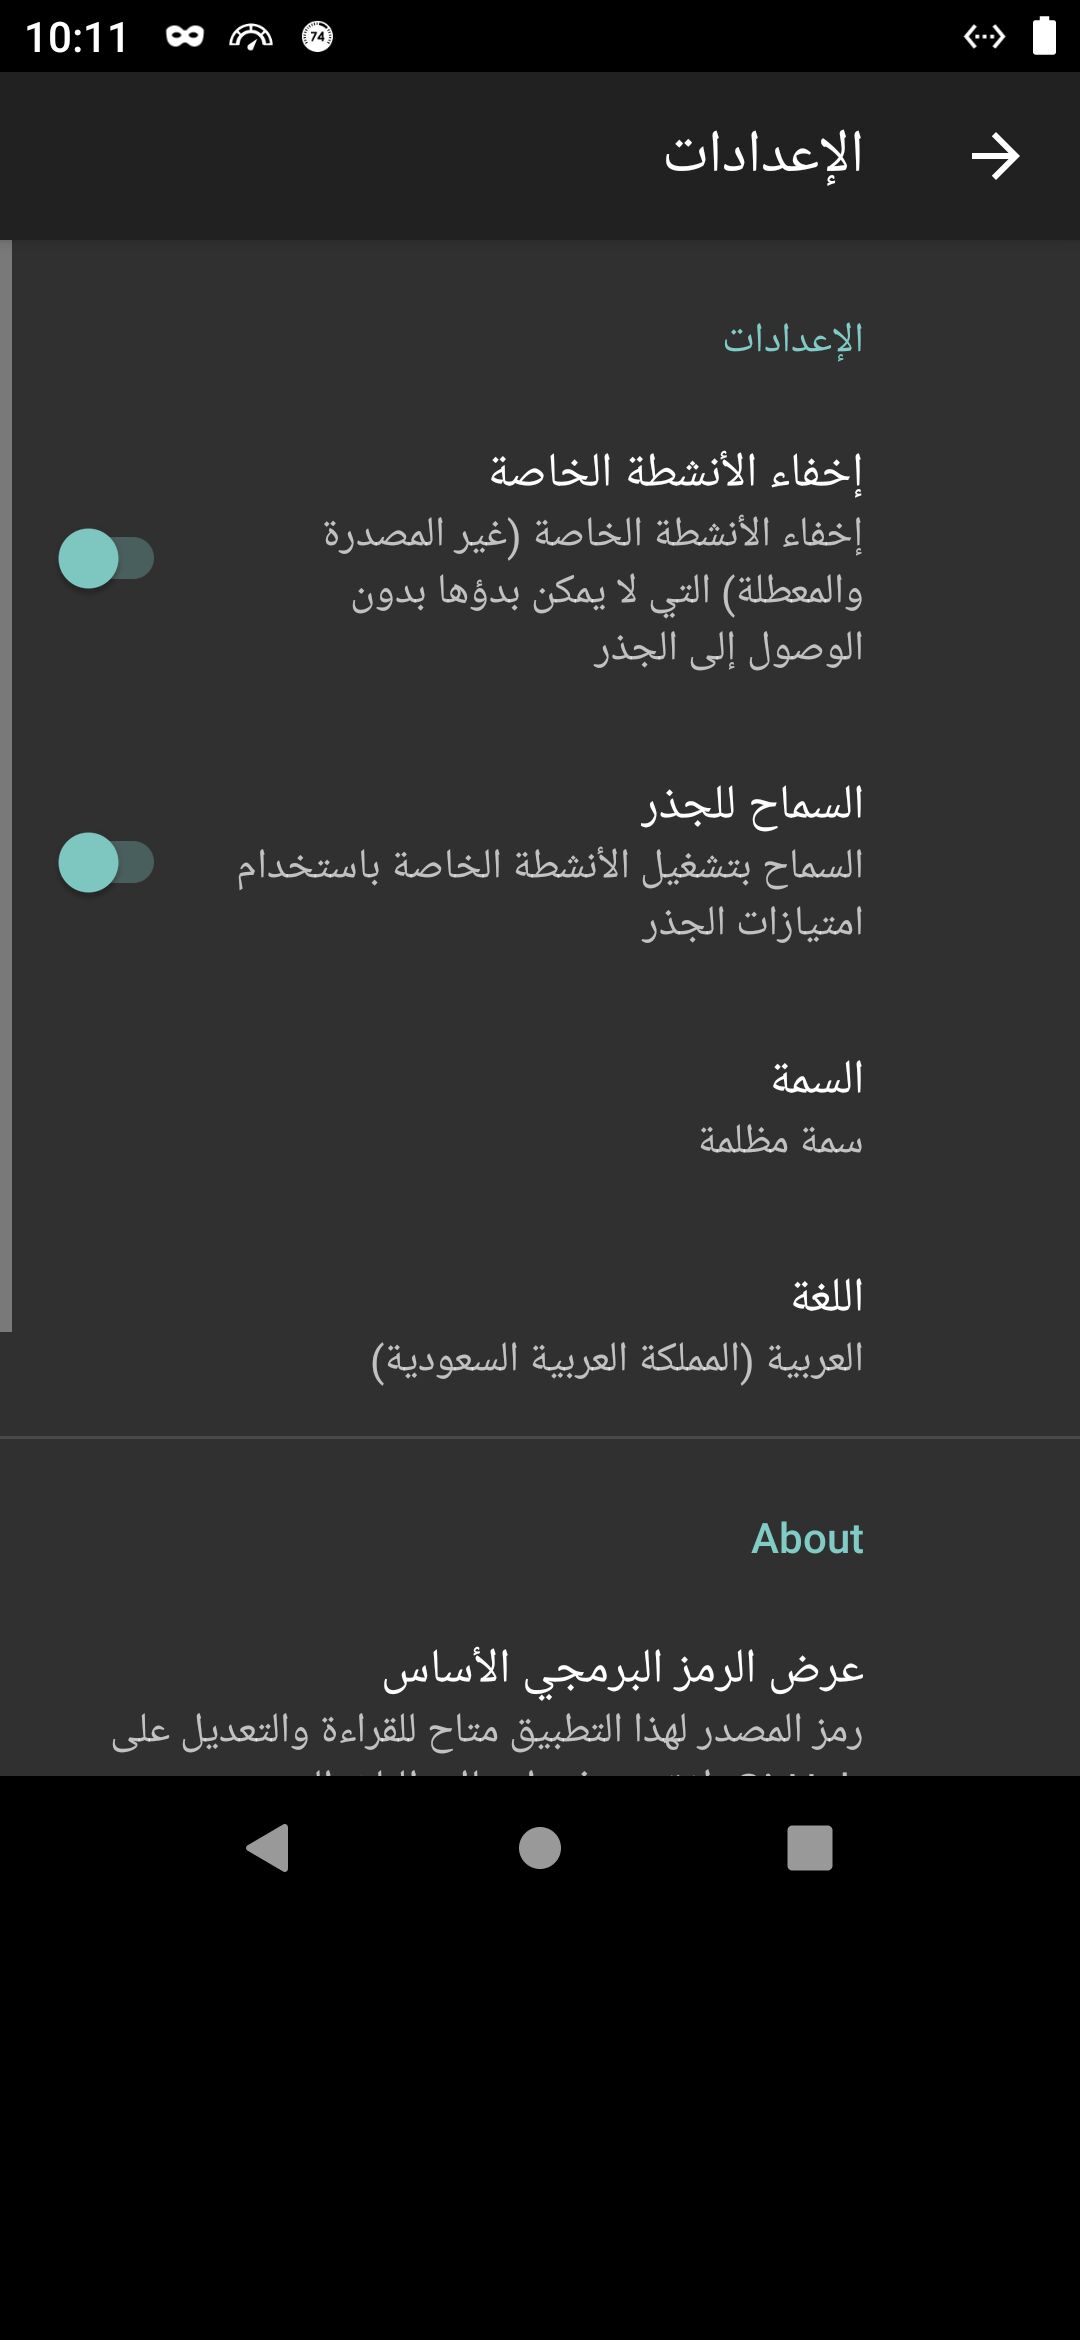 10:11
74
الإعدادات
الإعدادات
إخفاء الأنشطة الخاصة
إخفاء الأنشطة الخاصة (غير المصدرة
والمعطلة) التي لا يمكن بدؤها بدون
الوصول إلى الجذر
السماح للجذر
السماح بتشغيل الأنشطة الخاصة باستخدام
امتيازات الجذر
السمة
سمة مظلمة
اللغة
العربية (المملكة العربية السعودية)
About
عرض الرمز البرمجي الأساس
رمز المصدر لهذا التطبيق متاح للقراءة والتعديل على